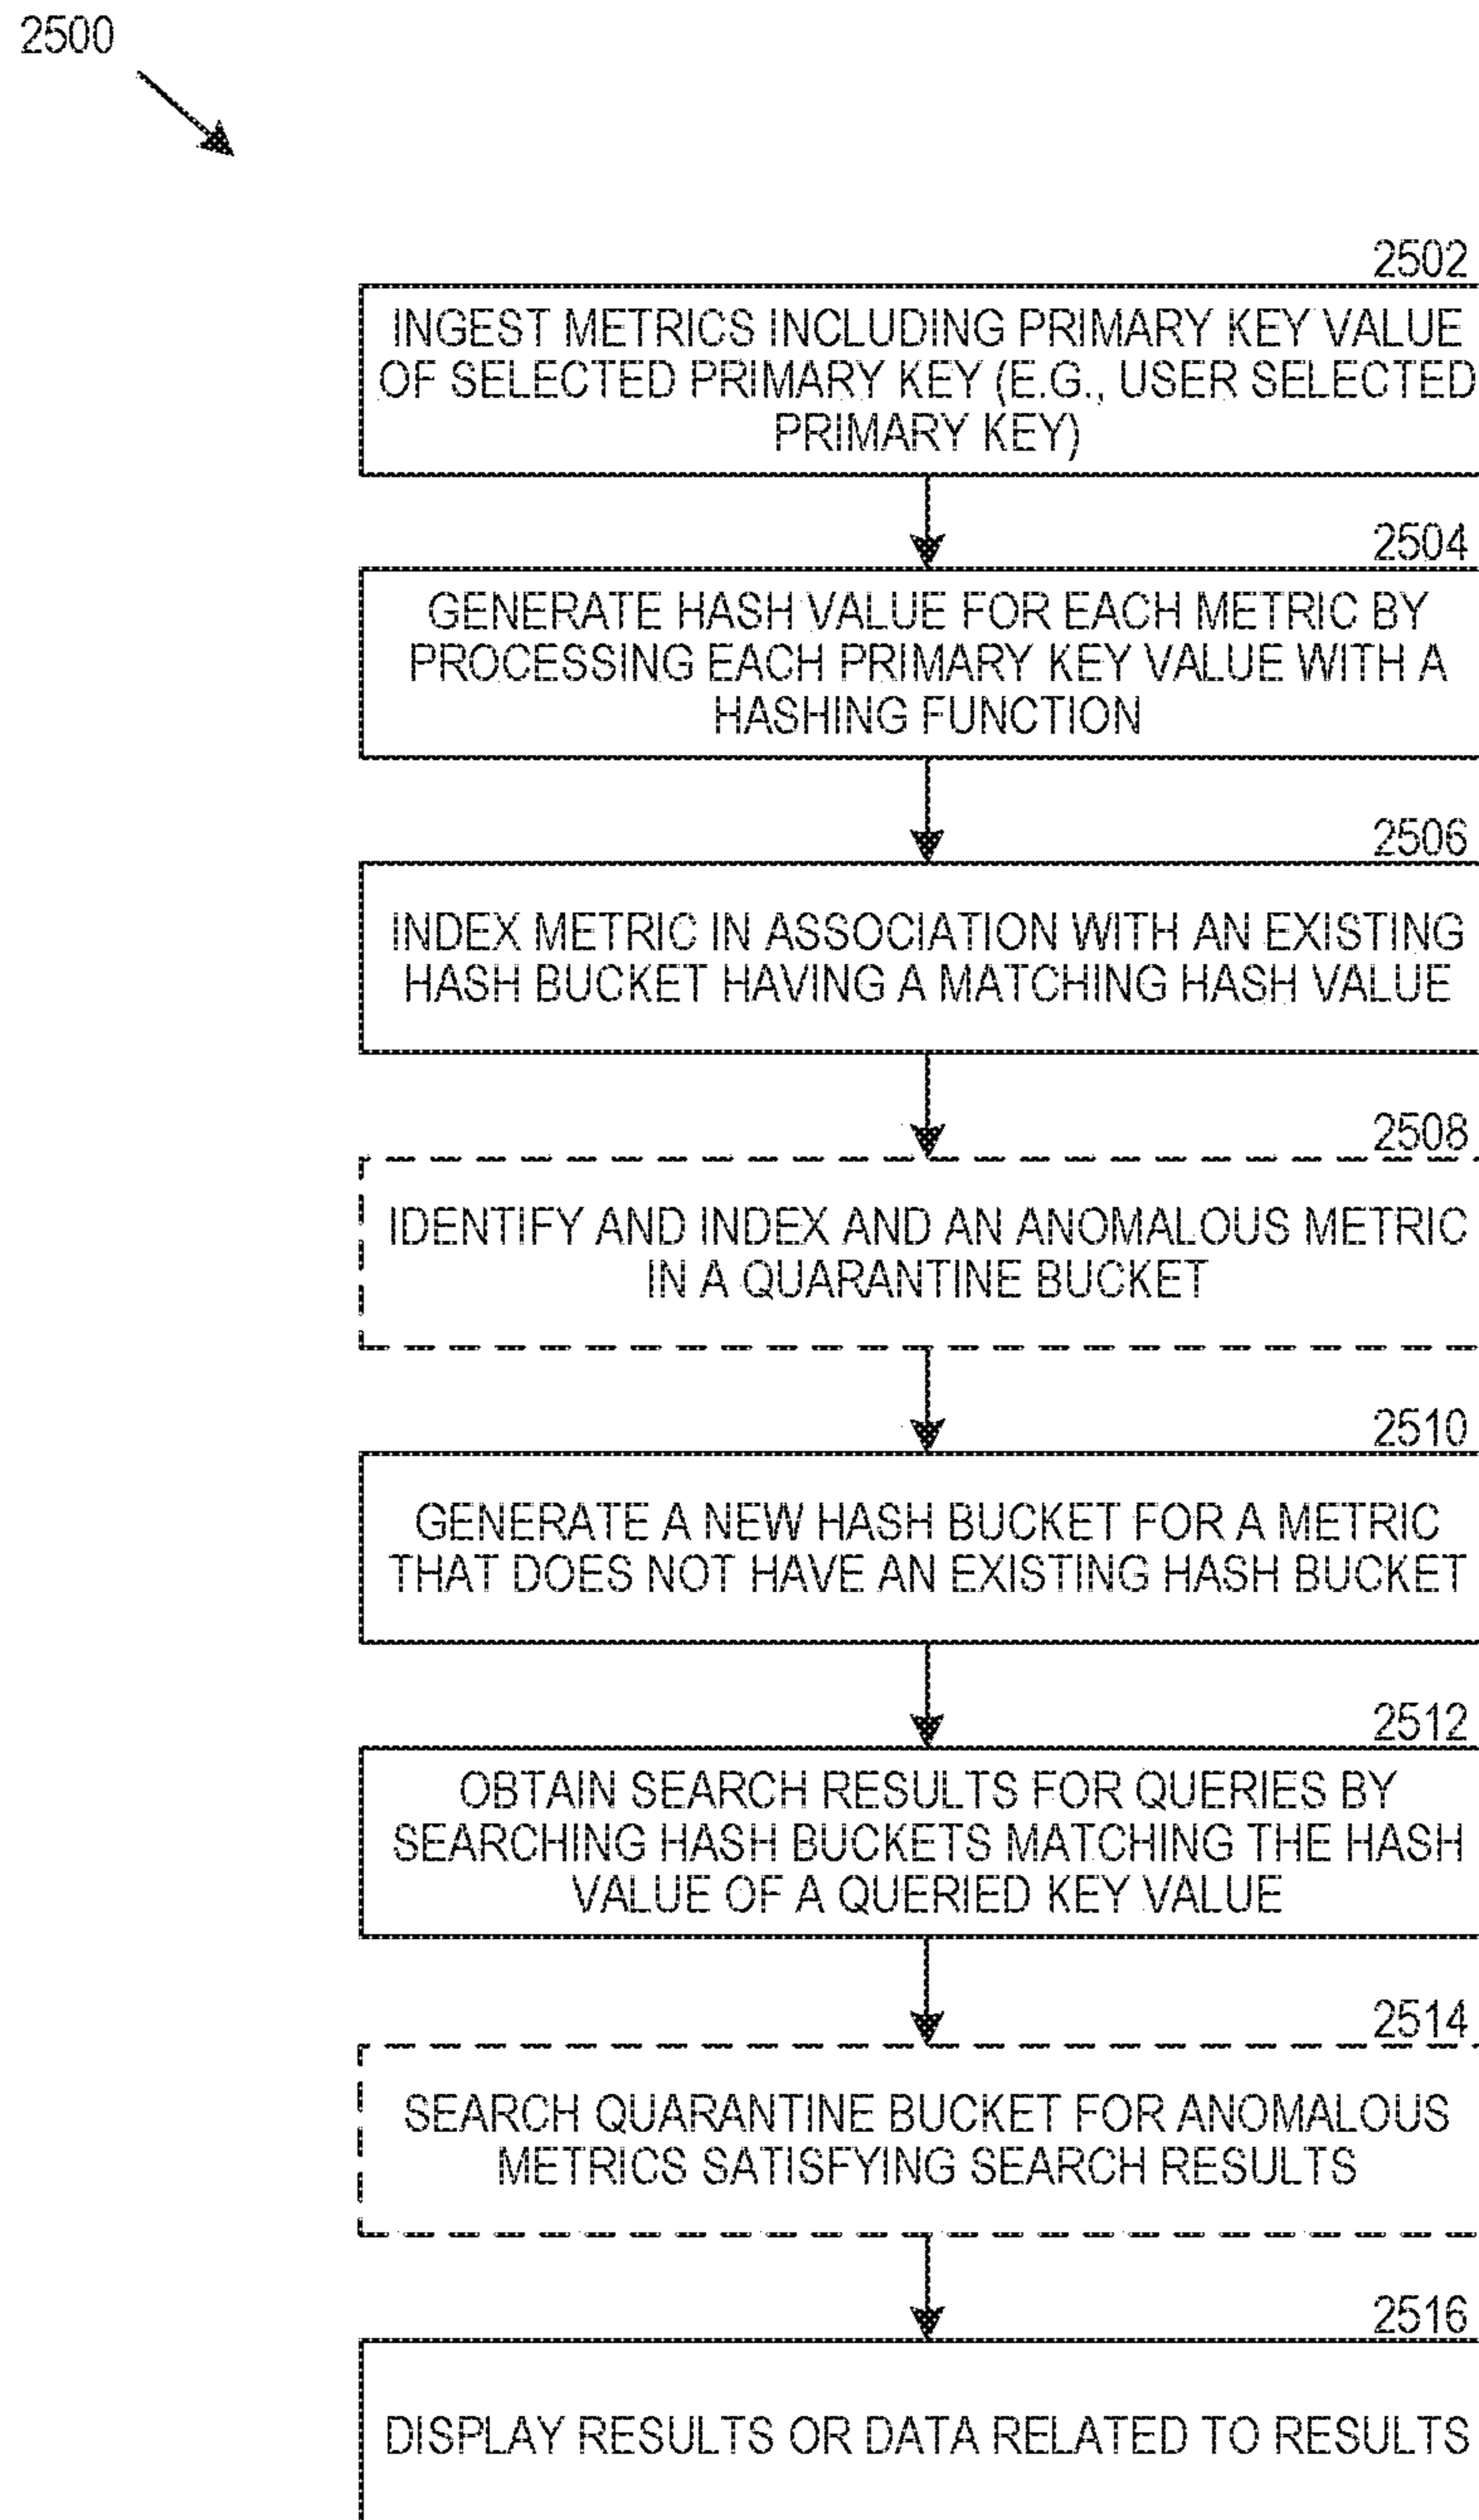 2500
2502
INGEST METRICS INCLUDING PRIMARY KEY VALUE
OF SELECTED PRIMARY KEY (E.G., USER SELECTED
PRIMARY KEY)
2504
GENERATE HASH VALUE FOR EACH METRIC BY
PROCESSING EACH PRIMARY KEY VALUE WITH A
HASHING FUNCTION
2506
INDEX METRIC IN ASSOCIATION WITH AN EXISTING
HASH BUCKET HAVING A MATCHING HASH VALUE
2508
IDENTIFY AND INDEX AND AN ANOMALOUS METRIC
IN A QUARANTINE BUCKET
2510
GENERATE A NEW HASH BUCKET FOR A METRIC
THAT DOES NOT HAVE AN EXISTING HASH BUCKET
2512
OBTAIN SEARCH RESULTS FOR QUERIES BY
SEARCHING HASH BUCKETS MATCHING THE HASH
VALUE OF A QUERIED KEY VALUE
2514
SEARCH QUARANTINE BUCKET FOR ANOMALOUS
METRICS SATISFYING SEARCH RESULTS
2516
DISPLAY RESULTS OR DATA RELATED TO RESULTS